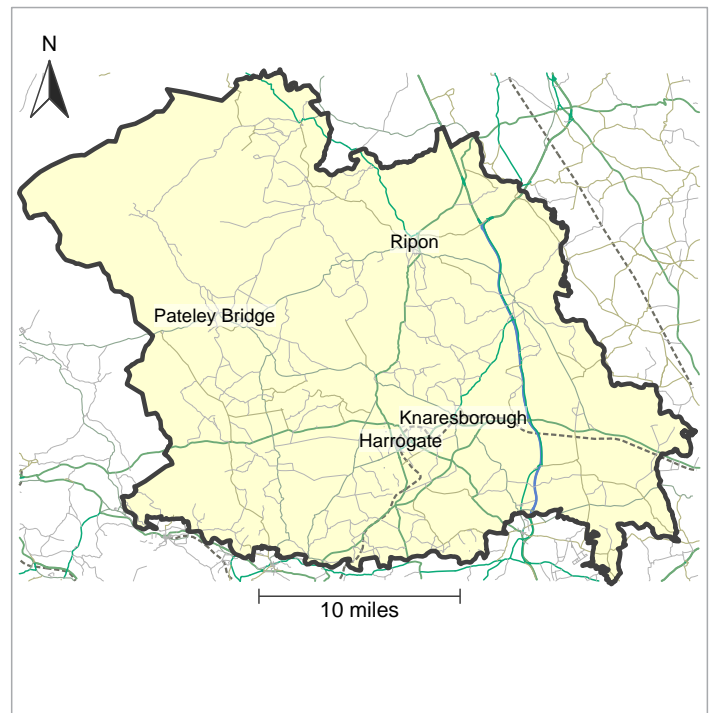 N
Ripon
Pateley Bridge
Knaresborough
Harrogate
10 miles